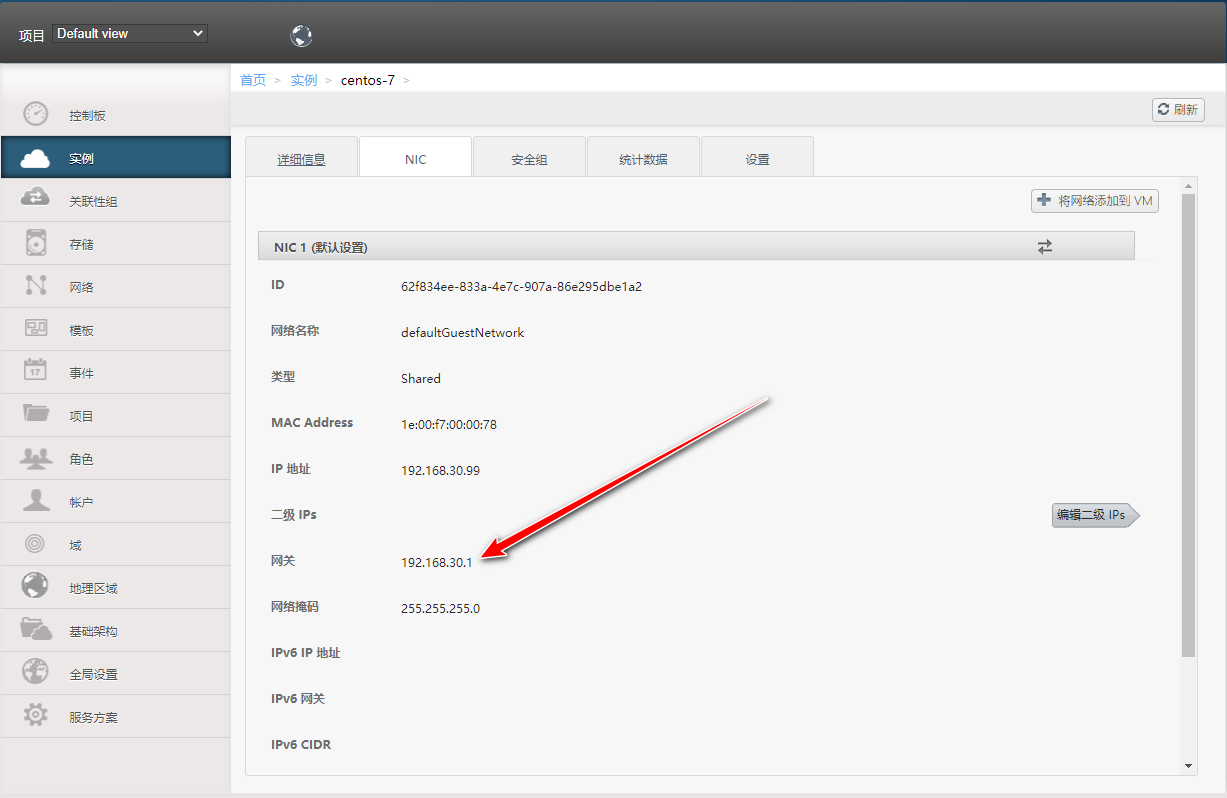 项目 Default view
首页 > 实例 > centos-7 >
刷新
控制板
实例
关联性组
存储
网络
模板
17
事件
项目
角色
帐户
域
地理区域
基础架构
全局设置
服务方案
详细信息
NIC
安全组
统计数据
设置
将网络添加到 VM
NIC 1 (默认设置)
ID 62f834ee-833a-4e7c-907a-86e295dbe1a2
网络名称 defaultGuestNetwork
类型 Shared
MAC Address 1e:00:f7:00:00:78
IP 地址 192.168.30.99
二级 IPs
编辑二级 IPs
网关 192.168.30.1
网络掩码 255.255.255.0
IPv6 IP 地址
IPv6 网关
IPv6 CIDR